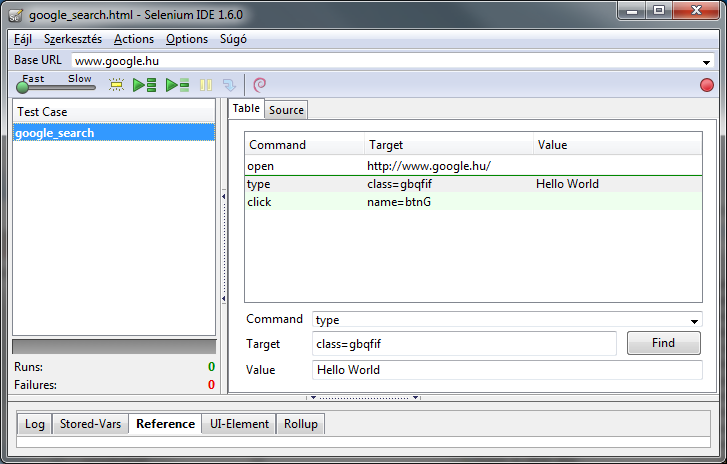 google_search.html - Selenium IDE 1.6.0
Fájl Szerkesztés Actions Options Súgó
Base URL www.google.hu
Fast Slow
Test Case
google_search
Runs: 0
Failures: 0
Table Source
Command Target Value
open http://www.google.hu/
type class=gbqfif Hello World
click name=btnG
Command type
Target class=gbqfif Find
Value Hello World
Log Stored-Vars Reference UI-Element Rollup